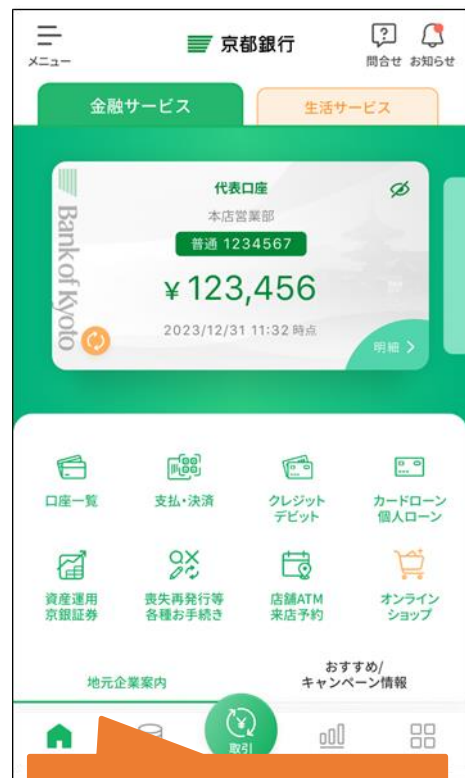 メニュー
京都銀行
問合せ お知らせ
金融サービス
生活サービス
Bank of Kyoto
代表口座
本店営業部
普通 1234567
¥ 123,456
2023/12/31 11:32 時点
明細 >
口座一覧
支払・決済
クレジット
デビット
カードローン
個人ローン
資産運用
京銀証券
喪失再発行等
各種お手続き
店舗ATM
来店予約
オンライン
ショップ
地元企業案内
おすすめ/
キャンペーン情報
取引